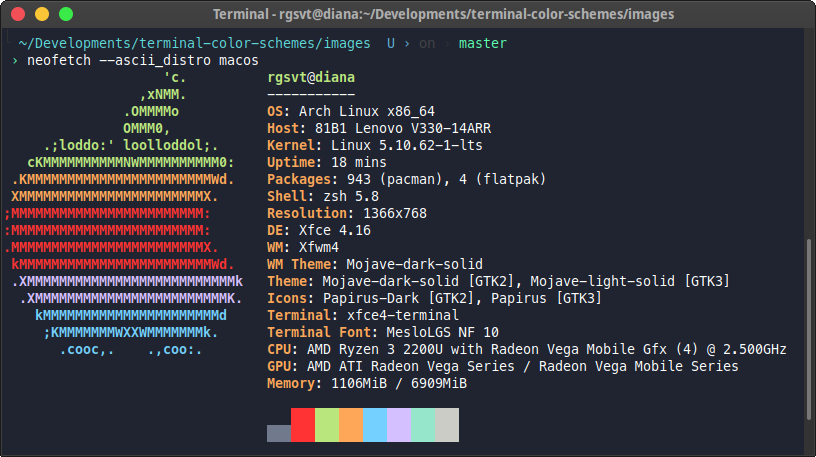 Terminal - rgsvt@diana:~/Developments/terminal-color-schemes/images
~/Developments/terminal-color-schemes/images  U › on  master
› neofetch --ascii_distro macos
                   'c.          rgsvt@diana
                ,xNMM.          -----------
              .OMMMMo           OS: Arch Linux x86_64
              OMMM0,            Host: 81B1 Lenovo V330-14ARR
    .;loddo:' loolloddol;.      Kernel: Linux 5.10.62-1-lts
  cKMMMMMMMMMMNWMMMMMMMMMM0:    Uptime: 18 mins
.KMMMMMMMMMMMMMMMMMMMMMMMWd.    Packages: 943 (pacman), 4 (flatpak)
XMMMMMMMMMMMMMMMMMMMMMMMX.      Shell: zsh 5.8
;MMMMMMMMMMMMMMMMMMMMMMMM:      Resolution: 1366x768
:MMMMMMMMMMMMMMMMMMMMMMMM:      DE: Xfce 4.16
.MMMMMMMMMMMMMMMMMMMMMMMMX.     WM: Xfwm4
kMMMMMMMMMMMMMMMMMMMMMMMMWd.    WM Theme: Mojave-dark-solid
.XMMMMMMMMMMMMMMMMMMMMMMMMMMk   Theme: Mojave-dark-solid [GTK2], Mojave-light-solid [GTK3]
.XMMMMMMMMMMMMMMMMMMMMMMMMK.    Icons: Papirus-Dark [GTK2], Papirus [GTK3]
kMMMMMMMMMMMMMMMMMMMMMMd        Terminal: xfce4-terminal
;KMMMMMMMWXXWMMMMMMMk.          Terminal Font: MesloLGS NF 10
.cooc,.    .,coo:.              CPU: AMD Ryzen 3 2200U with Radeon Vega Mobile Gfx (4) @ 2.500GHz
GPU: AMD ATI Radeon Vega Series / Radeon Vega Mobile Series
Memory: 1106MiB / 6909MiB